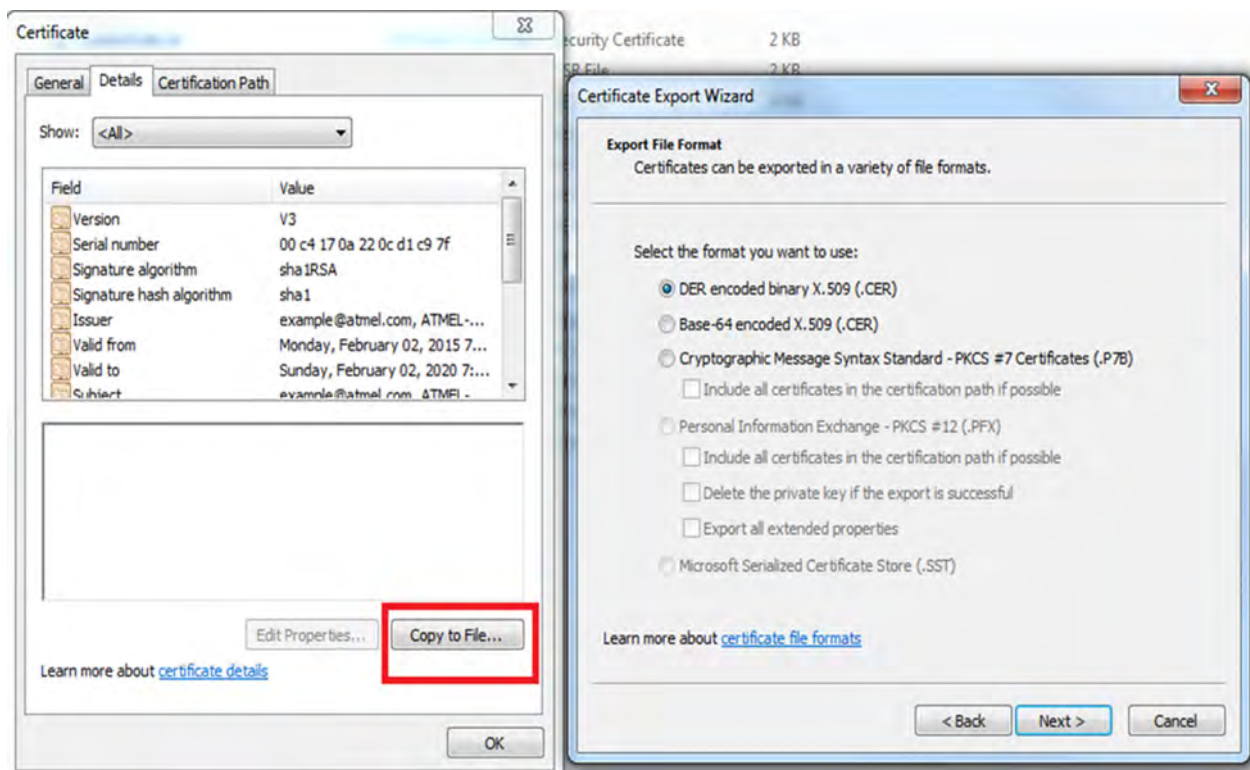 Certificate
General Details Certification Path
Show: <All>
Field Value
Version V3
Serial number 00 c4 17 0a 22 0c d1 c9 7f
Signature algorithm sha1RSA
Signature hash algorithm sha1
Issuer example@atmel.com, ATMEL-...
Valid from Monday, February 02, 2015 7...
Valid to Sunday, February 02, 2020 7:...
Subject example@atmel.com, ATMEL-
Edit Properties... Copy to File...
Learn more about certificate details
OK
ecurity Certificate 2 KB
SR File 2 KB
Certificate Export Wizard
Export File Format
Certificates can be exported in a variety of file formats.
Select the format you want to use:
DER encoded binary X.509 (.CER)
Base-64 encoded X.509 (.CER)
Cryptographic Message Syntax Standard - PKCS #7 Certificates (.P7B)
Include all certificates in the certification path if possible
Personal Information Exchange - PKCS #12 (.PFX)
Include all certificates in the certification path if possible
Delete the private key if the export is successful
Export all extended properties
Microsoft Serialized Certificate Store (.SST)
Learn more about certificate file formats
< Back Next > Cancel